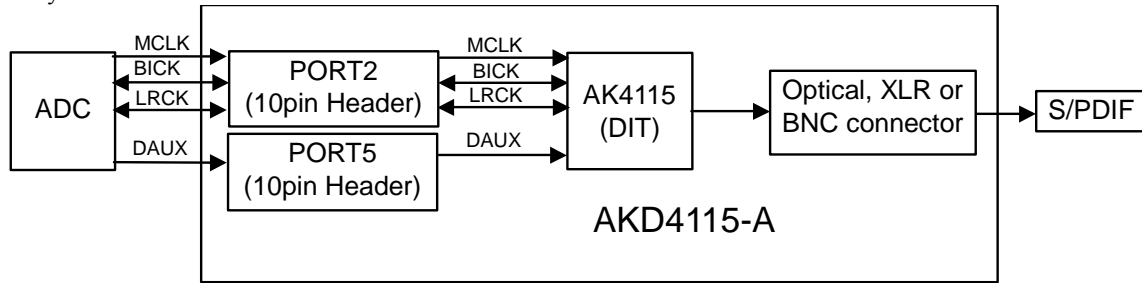 ADC
MCLK
BICK
LRCK
DAUX
PORT2
(10pin Header)
PORT5
(10pin Header)
MCLK
BICK
LRCK
DAUX
AK4115
(DIT)
Optical, XLR or
BNC connector
S/PDIF
AKD4115-A